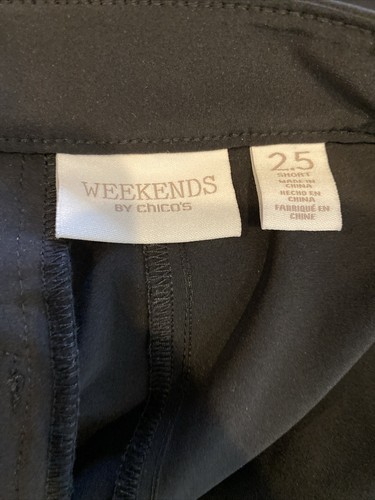 WEEKENDS
BY CHICO'S
2.5
SHORT
MADE IN
CHINA
HECHO EN
CHINA
FABRIQUÉ EN
CHINE